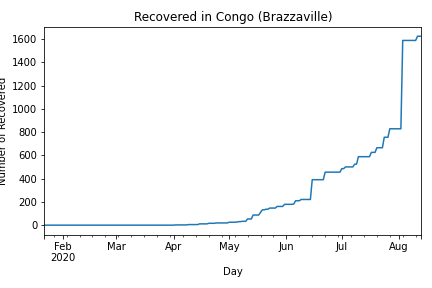 Recovered in Congo (Brazzaville)
Number of Recovered
1600
1400
1200
1000
800
600
400
200
0
Feb Mar Apr May Jun Jul Aug
2020
Day